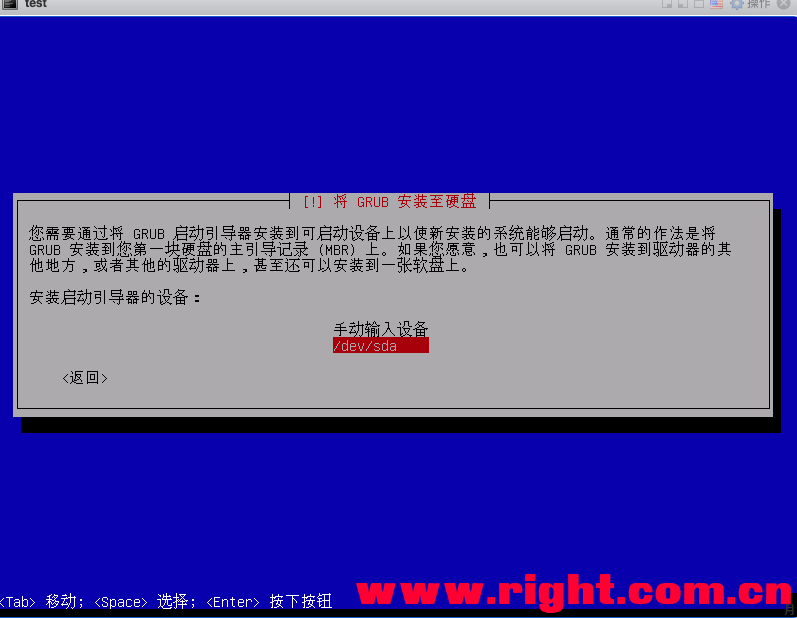 test
操作
[!] 将 GRUB 安装至硬盘
您需要通过将 GRUB 启动引导器安装到可启动设备上以使新安装的系统能够启动。通常的作法是将
GRUB 安装到您第一块硬盘的主引导记录 (MBR) 上。如果您愿意，也可以将 GRUB 安装到驱动器的其
他地方，或者其他的驱动器上，甚至还可以安装到一张软盘上。
安装启动引导器的设备：
手动输入设备
/dev/sda
<返回>
<Tab> 移动; <Space> 选择; <Enter> 按下按钮
www.right.com.cn
月